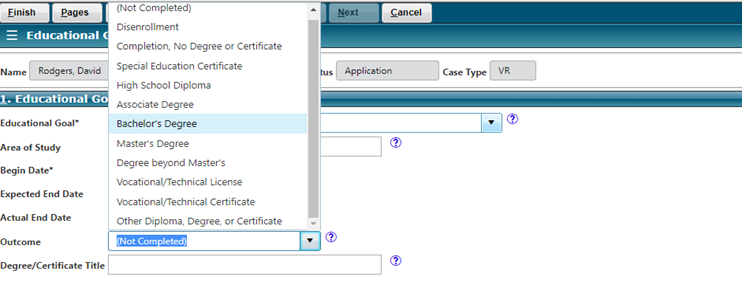 Finish Pages Next Cancel
(Not Completed)
Disenrollment
☰ Educational G
Completion, No Degree or Certificate
Special Education Certificate
Name Rodgers, David tus Application Case Type VR
High School Diploma
1. Educational Go
Associate Degree
Educational Goal*
Bachelor's Degree
Area of Study
Master's Degree
Degree beyond Master's
Begin Date*
Vocational/Technical License
Expected End Date
Vocational/Technical Certificate
Actual End Date
Other Diploma, Degree, or Certificate
Outcome (Not Completed)
Degree/Certificate Title